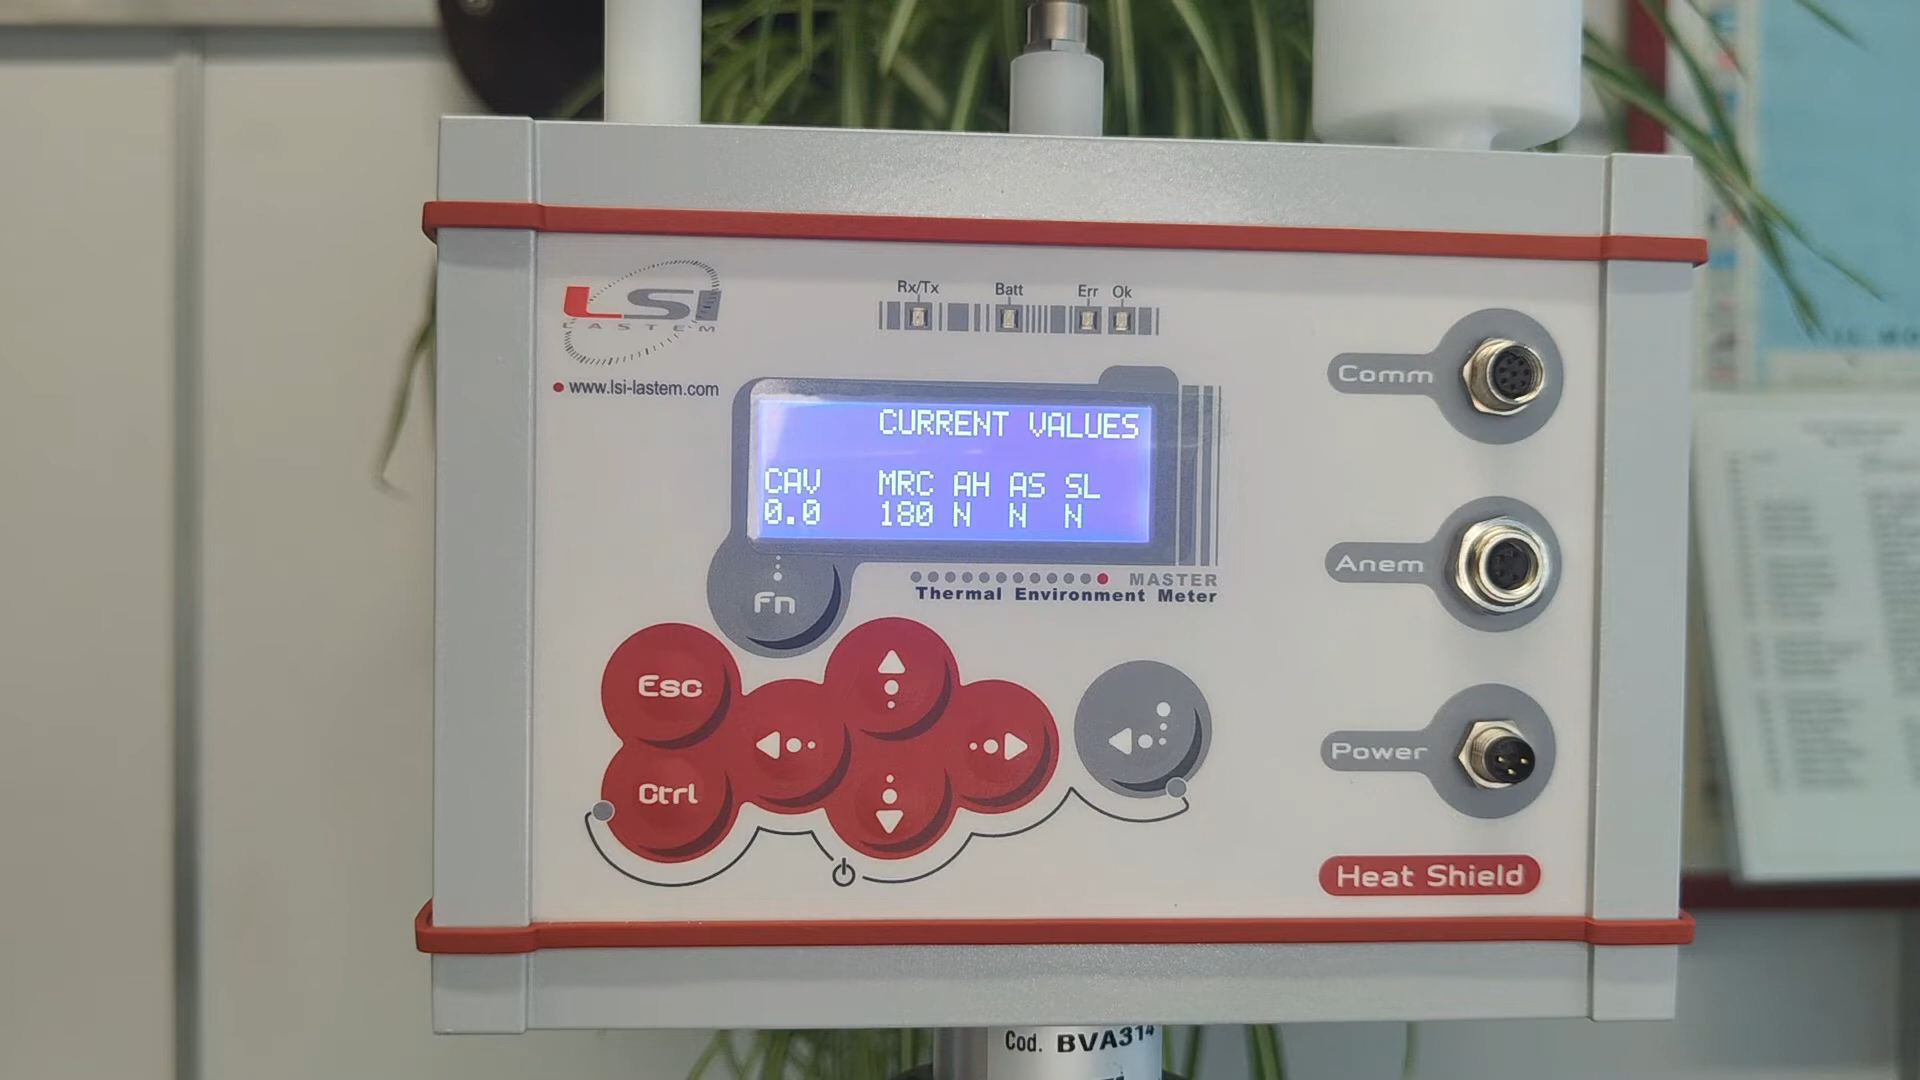 Rx/Tx Batt Err Ok
LSI
LASTEM
www.lsi-lastem.com
CURRENT VALUES
CAV MRC AH AS SL
0.0 180 N N N
MASTER
Thermal Environment Meter
Fn
Esc
Ctrl
Comm
Anem
Power
Heat Shield
Cod. BVA314